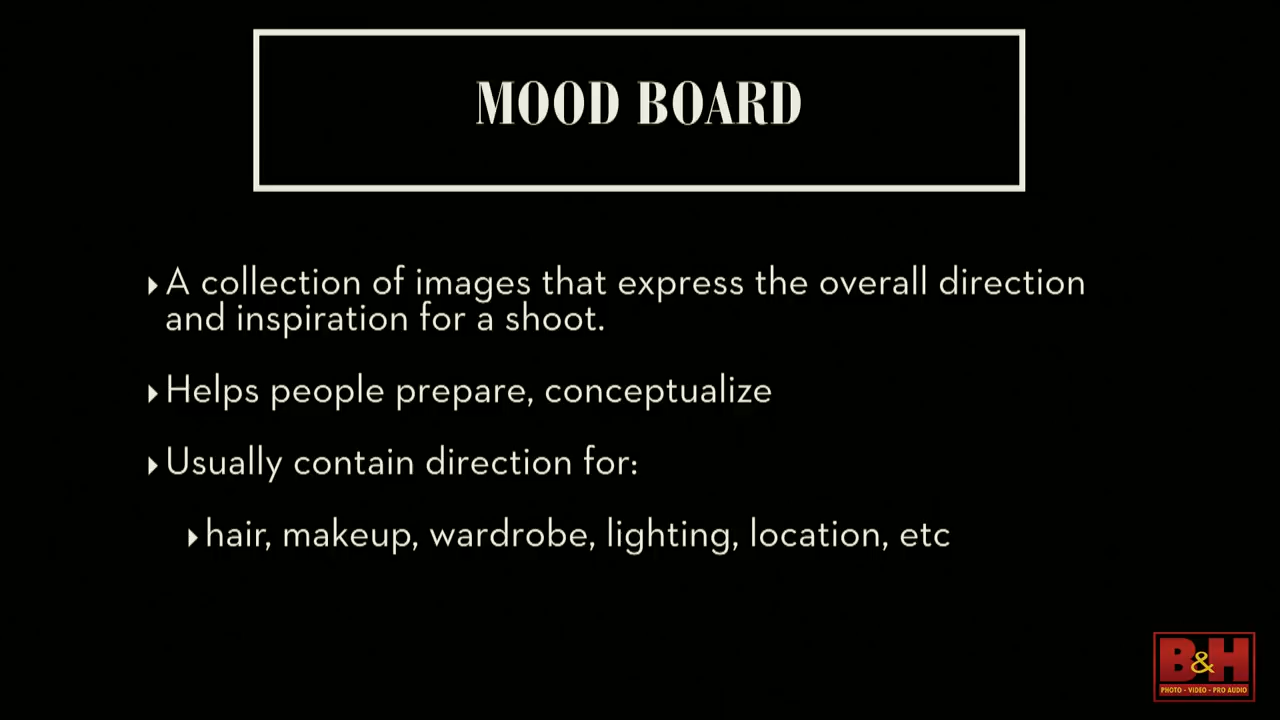 MOOD BOARD
A collection of images that express the overall direction
and inspiration for a shoot.
Helps people prepare, conceptualize
Usually contain direction for:
hair, makeup, wardrobe, lighting, location, etc
B&H
PHOTO - VIDEO - PRO AUDIO